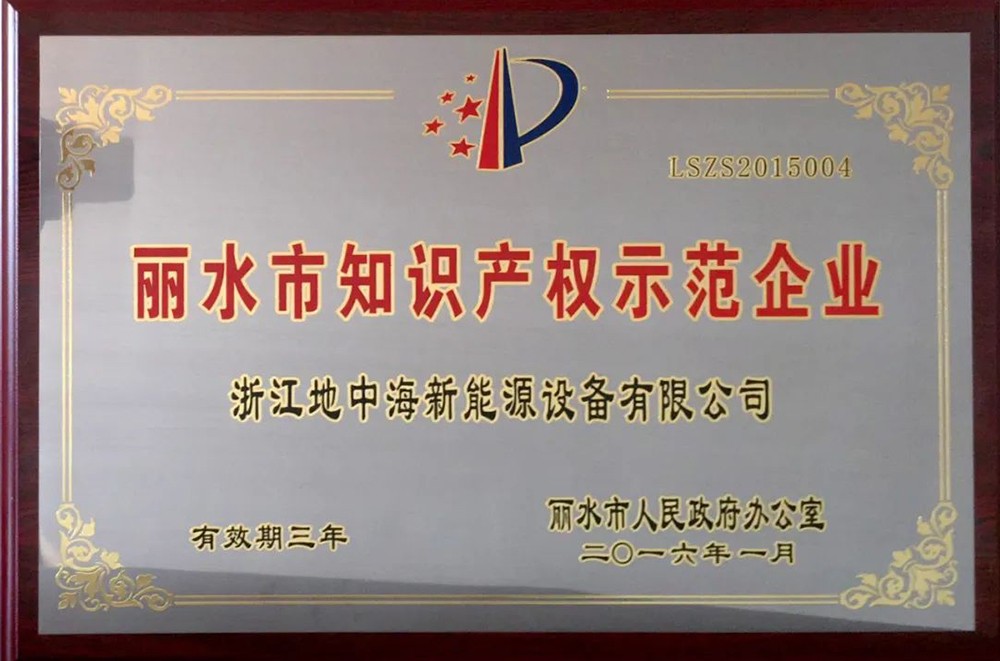 LSZS2015004
丽水市知识产权示范企业
浙江地中海新能源设备有限公司
有效期三年
丽水市人民政府办公室
二〇一六年一月